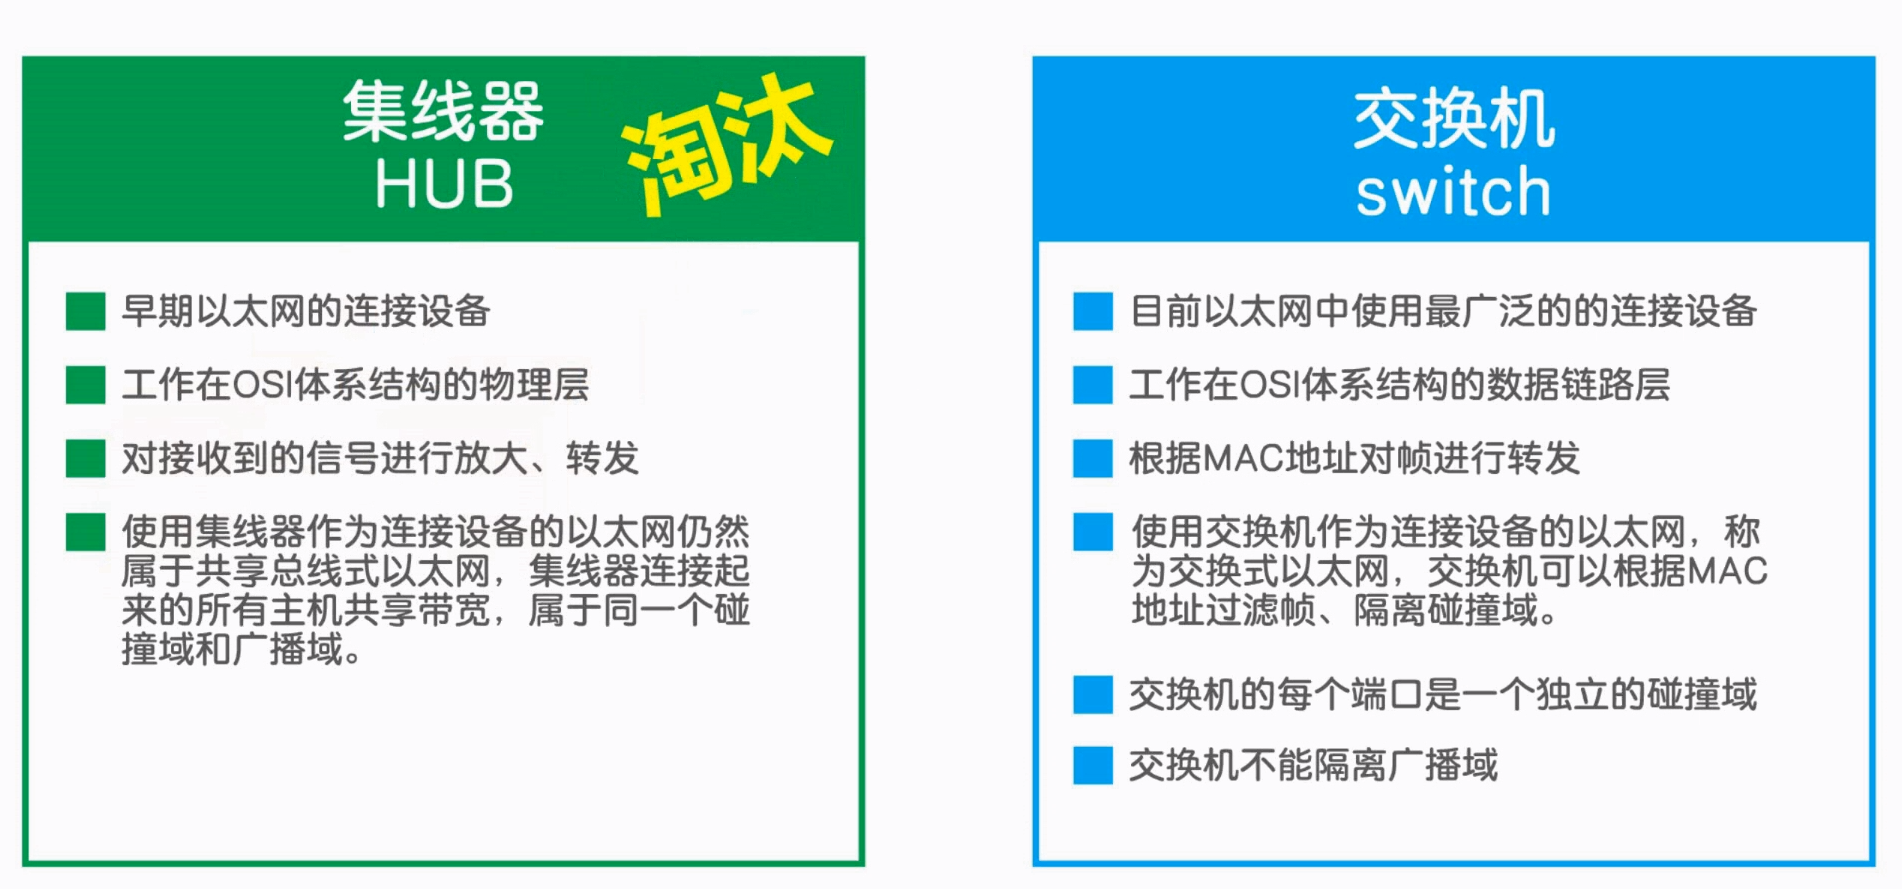 集线器
HUB
淘汰
早期以太网的连接设备
工作在OSI体系结构的物理层
对接收到的信号进行放大、转发
使用集线器作为连接设备的以太网仍然
属于共享总线式以太网，集线器连接起
来的所有主机共享带宽，属于同一个碰
撞域和广播域。
交换机
switch
目前以太网中使用最广泛的的连接设备
工作在OSI体系结构的数据链路层
根据MAC地址对帧进行转发
使用交换机作为连接设备的以太网，称
为交换式以太网，交换机可以根据MAC
地址过滤帧、隔离碰撞域。
交换机的每个端口是一个独立的碰撞域
交换机不能隔离广播域